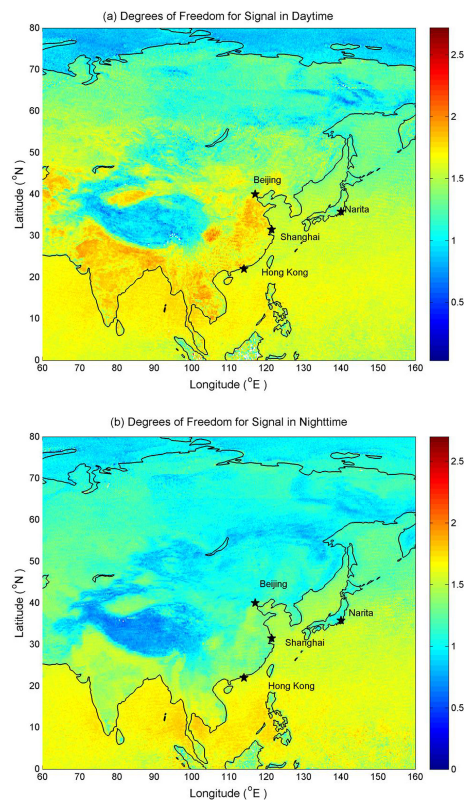 (a) Degrees of Freedom for Signal in Daytime
80
70
60
50
40
30
20
10
0
Latitude (°N)
Beijing
Narita
Shanghai
Hong Kong
60 70 80 90 100 110 120 130 140 150 160
Longitude (°E)
2.5
2
1.5
1
0.5
(b) Degrees of Freedom for Signal in Nighttime
80
70
60
50
40
30
20
10
0
Latitude (°N)
Beijing
Narita
Shanghai
Hong Kong
60 70 80 90 100 110 120 130 140 150 160
Longitude (°E)
2.5
2
1.5
1
0.5
0